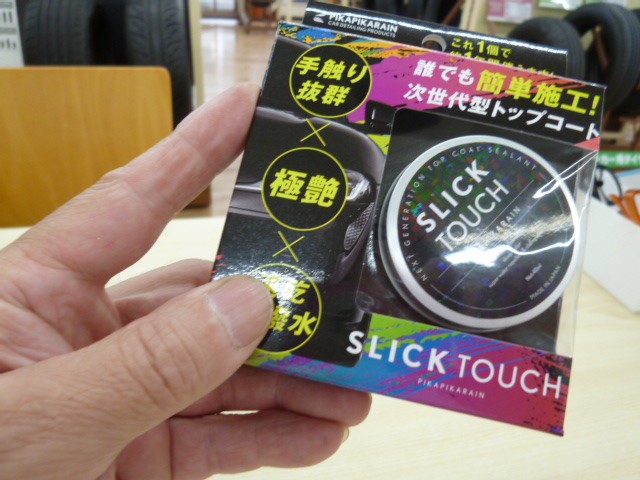 PIKAPIKARAIN
CAR DETAILING PRODUCTS
これ1個で
手触り
抜群
×
極艶
×
撥水
誰でも簡単施工!
次世代型トップコート
NEXT GENERATION TOP COAT SEALANT
SLICK
TOUCH
MADE IN JAPAN
SLICK TOUCH
PIKAPIKARAIN